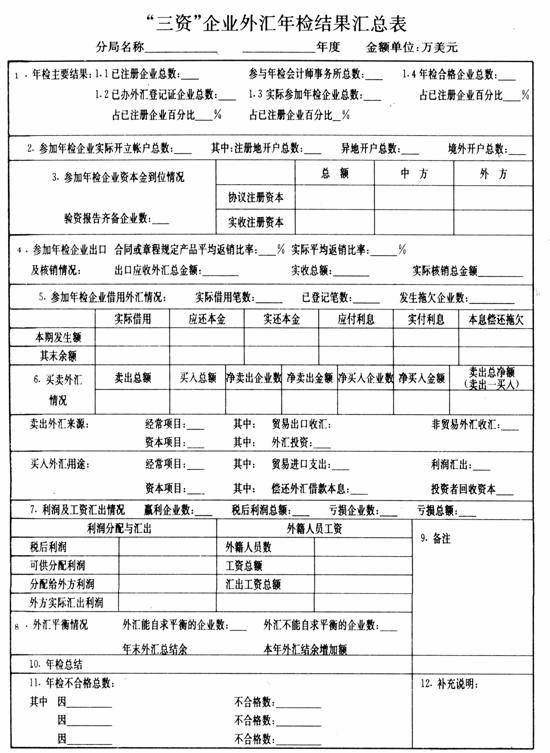 “三资”企业外汇年检结果汇总表
分局名称____________ ____________年度 金额单位:万美元
1.年检主要结果:1.1已注册企业总数:___ 参与年检会计师事务所总数:___ 1.4年检合格企业总数:___
1.2已办外汇登记证企业总数:___ 1.3实际参加年检企业总数:___ 占已注册企业百分比___%
占已注册企业百分比___% 占已注册企业百分比_%
2.参加年检企业实际开立帐户总数:___ 其中:注册地开户总数:___ 异地开户总数:___ 境外开户总数:___
3.参加年检企业资本金到位情况 总额 中方 外方
协议注册资本
验资报告齐备企业数:___ 实收注册资本
4.参加年检企业出口 合同或章程规定产品平均返销比率:___% 实际平均返销比率:___%
及核销情况: 出口应收外汇总金额:____ 实收总额:____ 实际核销总金额______
5.参加年检企业借用外汇情况: 实际借用笔数:____ 已登记笔数:____ 发生拖欠企业数:____
实际借用 应还本金 实还本金 应付利息 实付利息 本息偿还拖欠
本期发生额
其末余额
6.买卖外汇 卖出总额 买入总额 净卖出企业数 净卖出金额 净买入企业数 净买入金额 卖出总净额
(卖出一买入)
情况
卖出外汇来源: 经常项目:___ 其中: 贸易出口收汇:___ 非贸易外汇收汇:___
资本项目:___ 其中: 外汇投资:___
买入外汇用途: 经常项目:___ 其中: 贸易进口支出:___ 利润汇出:___
资本项目:___ 其中: 偿还外汇借款本息:___ 投资者回收资本___
7.利润及工资汇出情况 赢利企业数:___ 税后利润总额:___ 亏损企业数:___ 亏损总额:___
利润分配与汇出 外籍人员工资 9.备注
税后利润 外籍人员数
可供分配利润 工资总额
分配给外方利润 汇出工资总额
外方实际汇出利润
8.外汇平衡情况 外汇能自求平衡的企业数:___ 外汇不能自求平衡的企业数:___
年末外汇总结余 本年外汇结余增加额
10.年检总结
11.年检不合格总数: 12.补充说明:
其中 因________ 不合格数:____
因________ 不合格数:____
因________ 不合格数:____